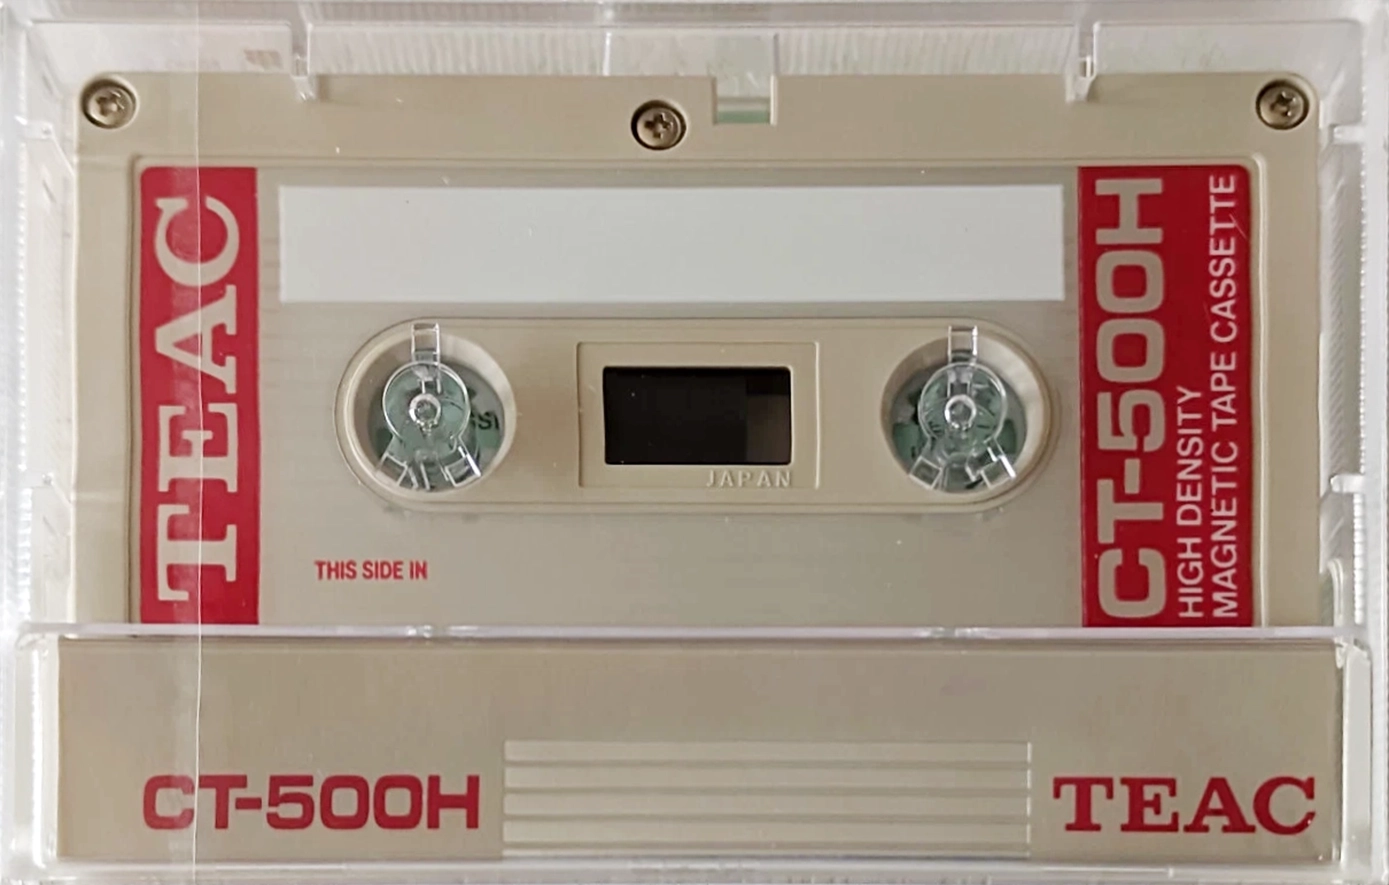 TEAC
CT-500H
HIGH DENSITY
MAGNETIC TAPE CASSETTE
JAPAN
THIS SIDE IN
CT-500H
TEAC